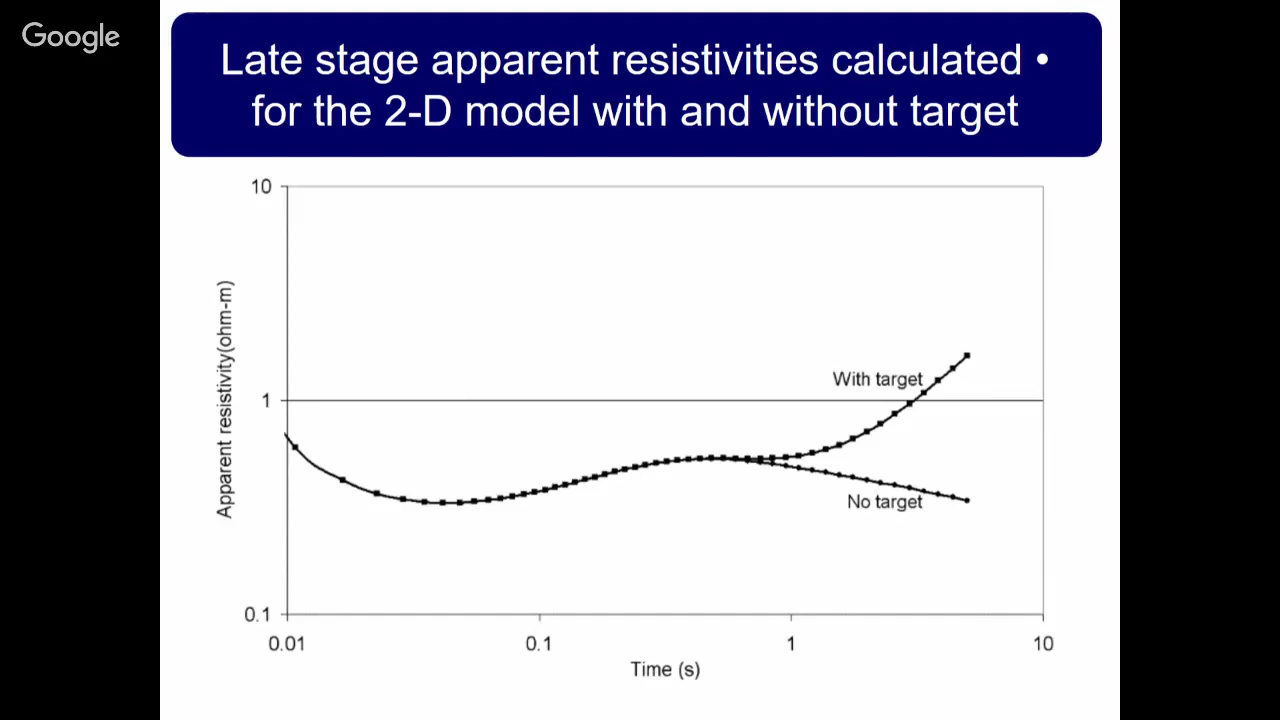 Google
Late stage apparent resistivities calculated •
for the 2-D model with and without target
10
1
0.1
Apparent resistivity(ohm-m)
With target
No target
0.01
0.1
1
10
Time (s)